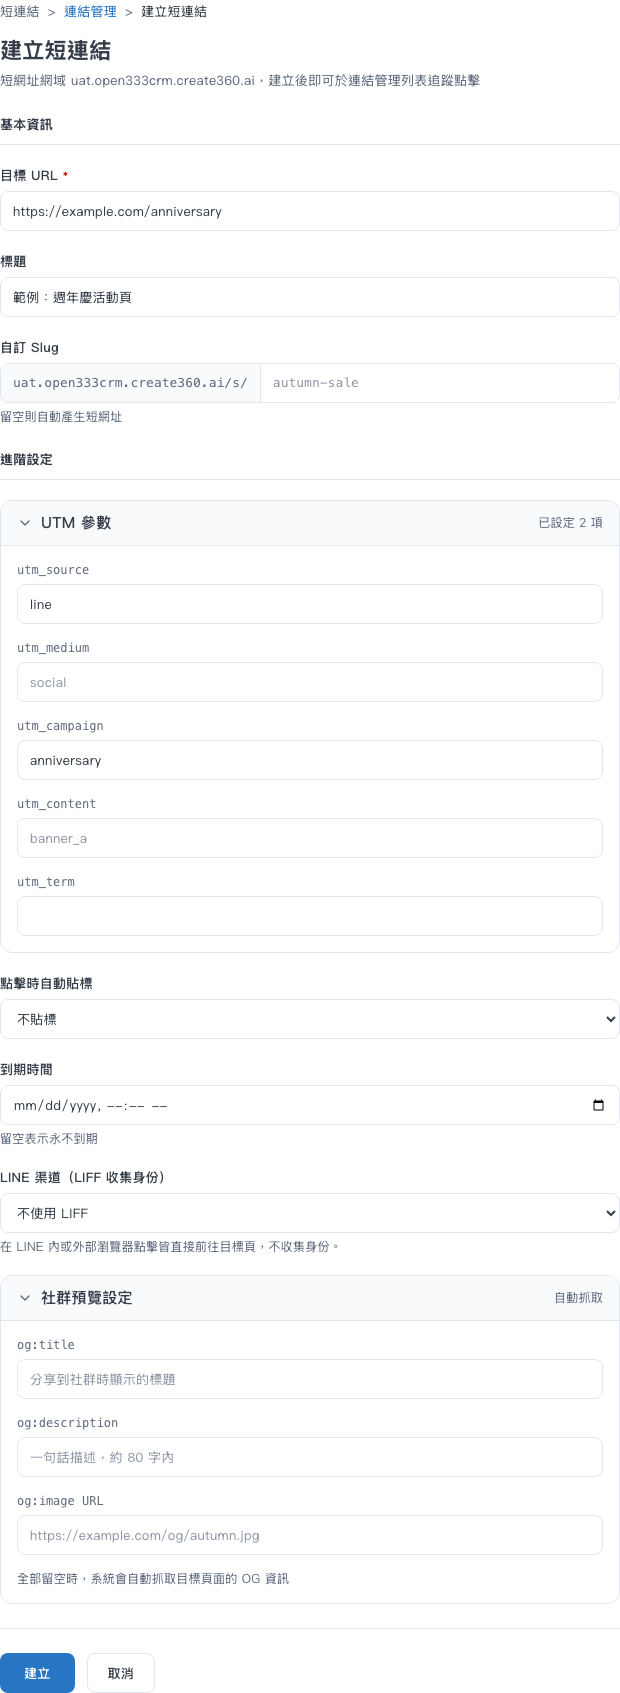 短連結 > 連結管理 > 建立短連結
建立短連結
短網址網域 uat.open333crm.create360.ai，建立後即可於連結管理列表追蹤點擊
基本資訊
目標 URL *
https://example.com/anniversary
標題
範例：週年慶活動頁
自訂 Slug
uat.open333crm.create360.ai/s/ autumn-sale
留空則自動產生短網址
進階設定
UTM 參數 已設定 2 項
utm_source
line
utm_medium
social
utm_campaign
anniversary
utm_content
banner_a
utm_term
點擊時自動貼標
不貼標
到期時間
mm/dd/yyyy, --:-- --
留空表示永不到期
LINE 渠道（LIFF 收集身份）
不使用 LIFF
在 LINE 內或外部瀏覽器點擊皆直接前往目標頁，不收集身份。
社群預覽設定 自動抓取
og:title
分享到社群時顯示的標題
og:description
一句話描述，約 80 字內
og:image URL
https://example.com/og/autumn.jpg
全部留空時，系統會自動抓取目標頁面的 OG 資訊
建立 取消